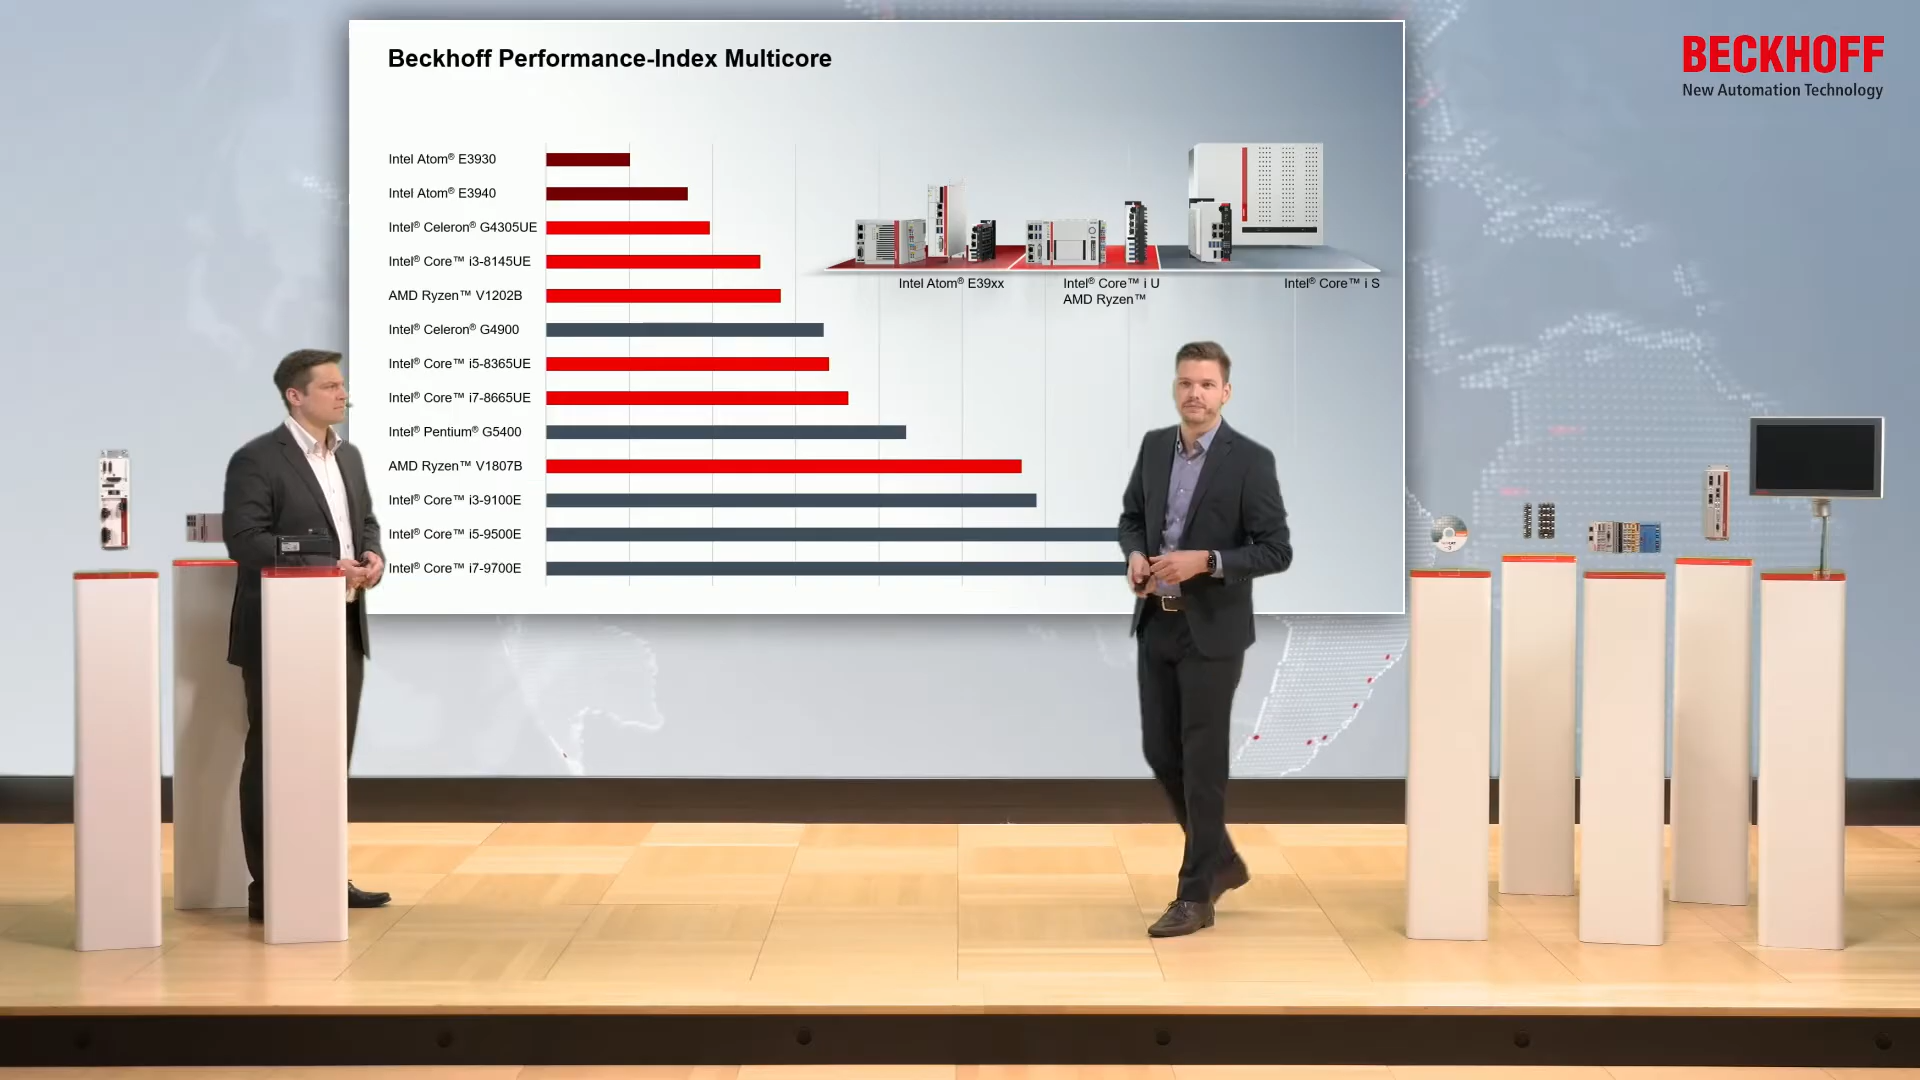 Beckhoff Performance-Index Multicore
BECKHOFF
New Automation Technology
Intel Atom® E3930
Intel Atom® E3940
Intel® Celeron® G4305UE
Intel® Core™ i3-8145UE
AMD Ryzen™ V1202B
Intel® Celeron® G4900
Intel® Core™ i5-8365UE
Intel® Core™ i7-8665UE
Intel® Pentium® G5400
AMD Ryzen™ V1807B
Intel® Core™ i3-9100E
Intel® Core™ i5-9500E
Intel® Core™ i7-9700E
Intel Atom® E39xx
Intel® Core™ i U
AMD Ryzen™
Intel® Core™ i S